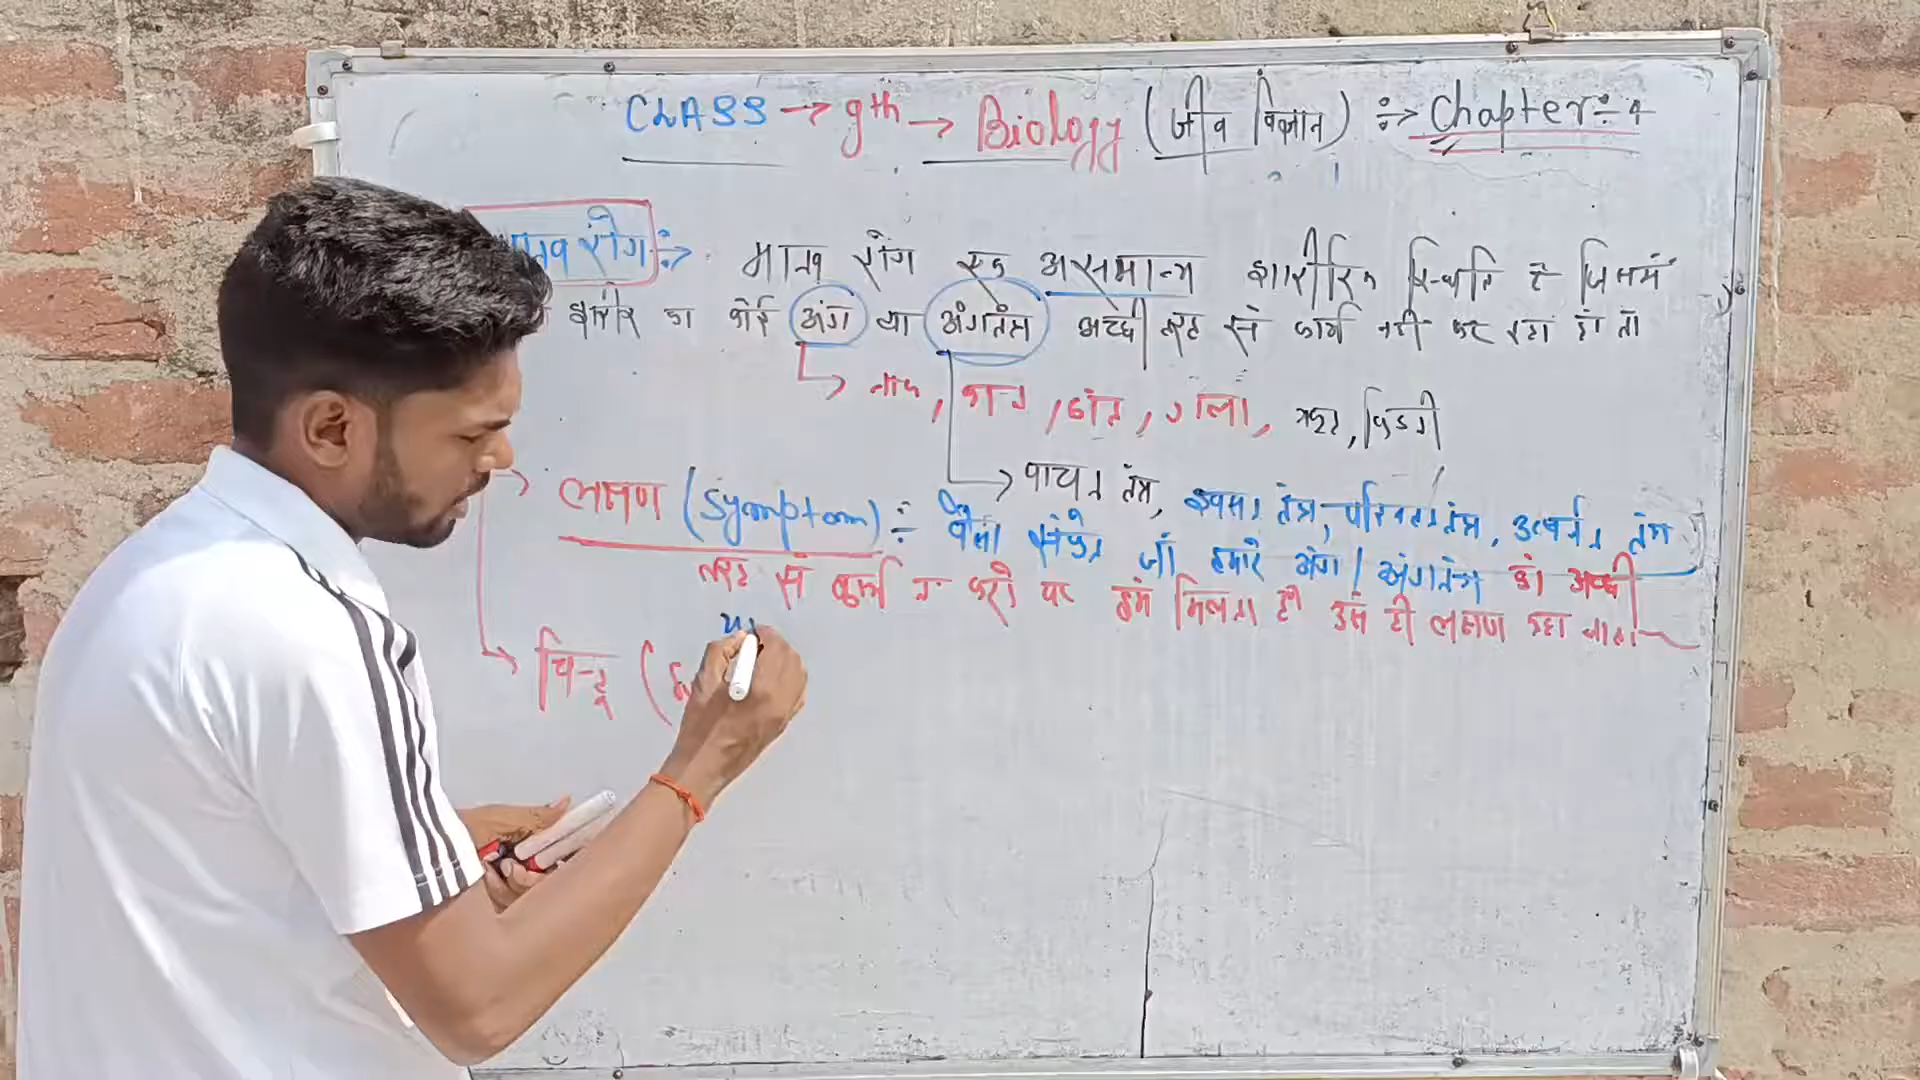 CLASS → 9th → Biology (जीव विज्ञान) ÷> Chapter ÷ 4
मानव रोग ÷> मानव रोग एक असमान्य शारीरिक स्थिति है जिसमें
शरीर का कोई अंग या अंगतंत्र अच्छी तरह से कार्य नही कर रहा हो तो
→ नाक, कान, दाँत, गला, किडनी
→ पाचन तंत्र, श्वसन तंत्र, परिवहन तंत्र, उत्सर्जन तंत्र
→ लक्षण (Symptom) ÷ वैसा संकेत जो हमारे अंग / अंगतंत्र के अच्छी
तरह से कार्य न करने पर हमें मिलता है उसे ही लक्षण कहा जाता
→ चिन्ह (